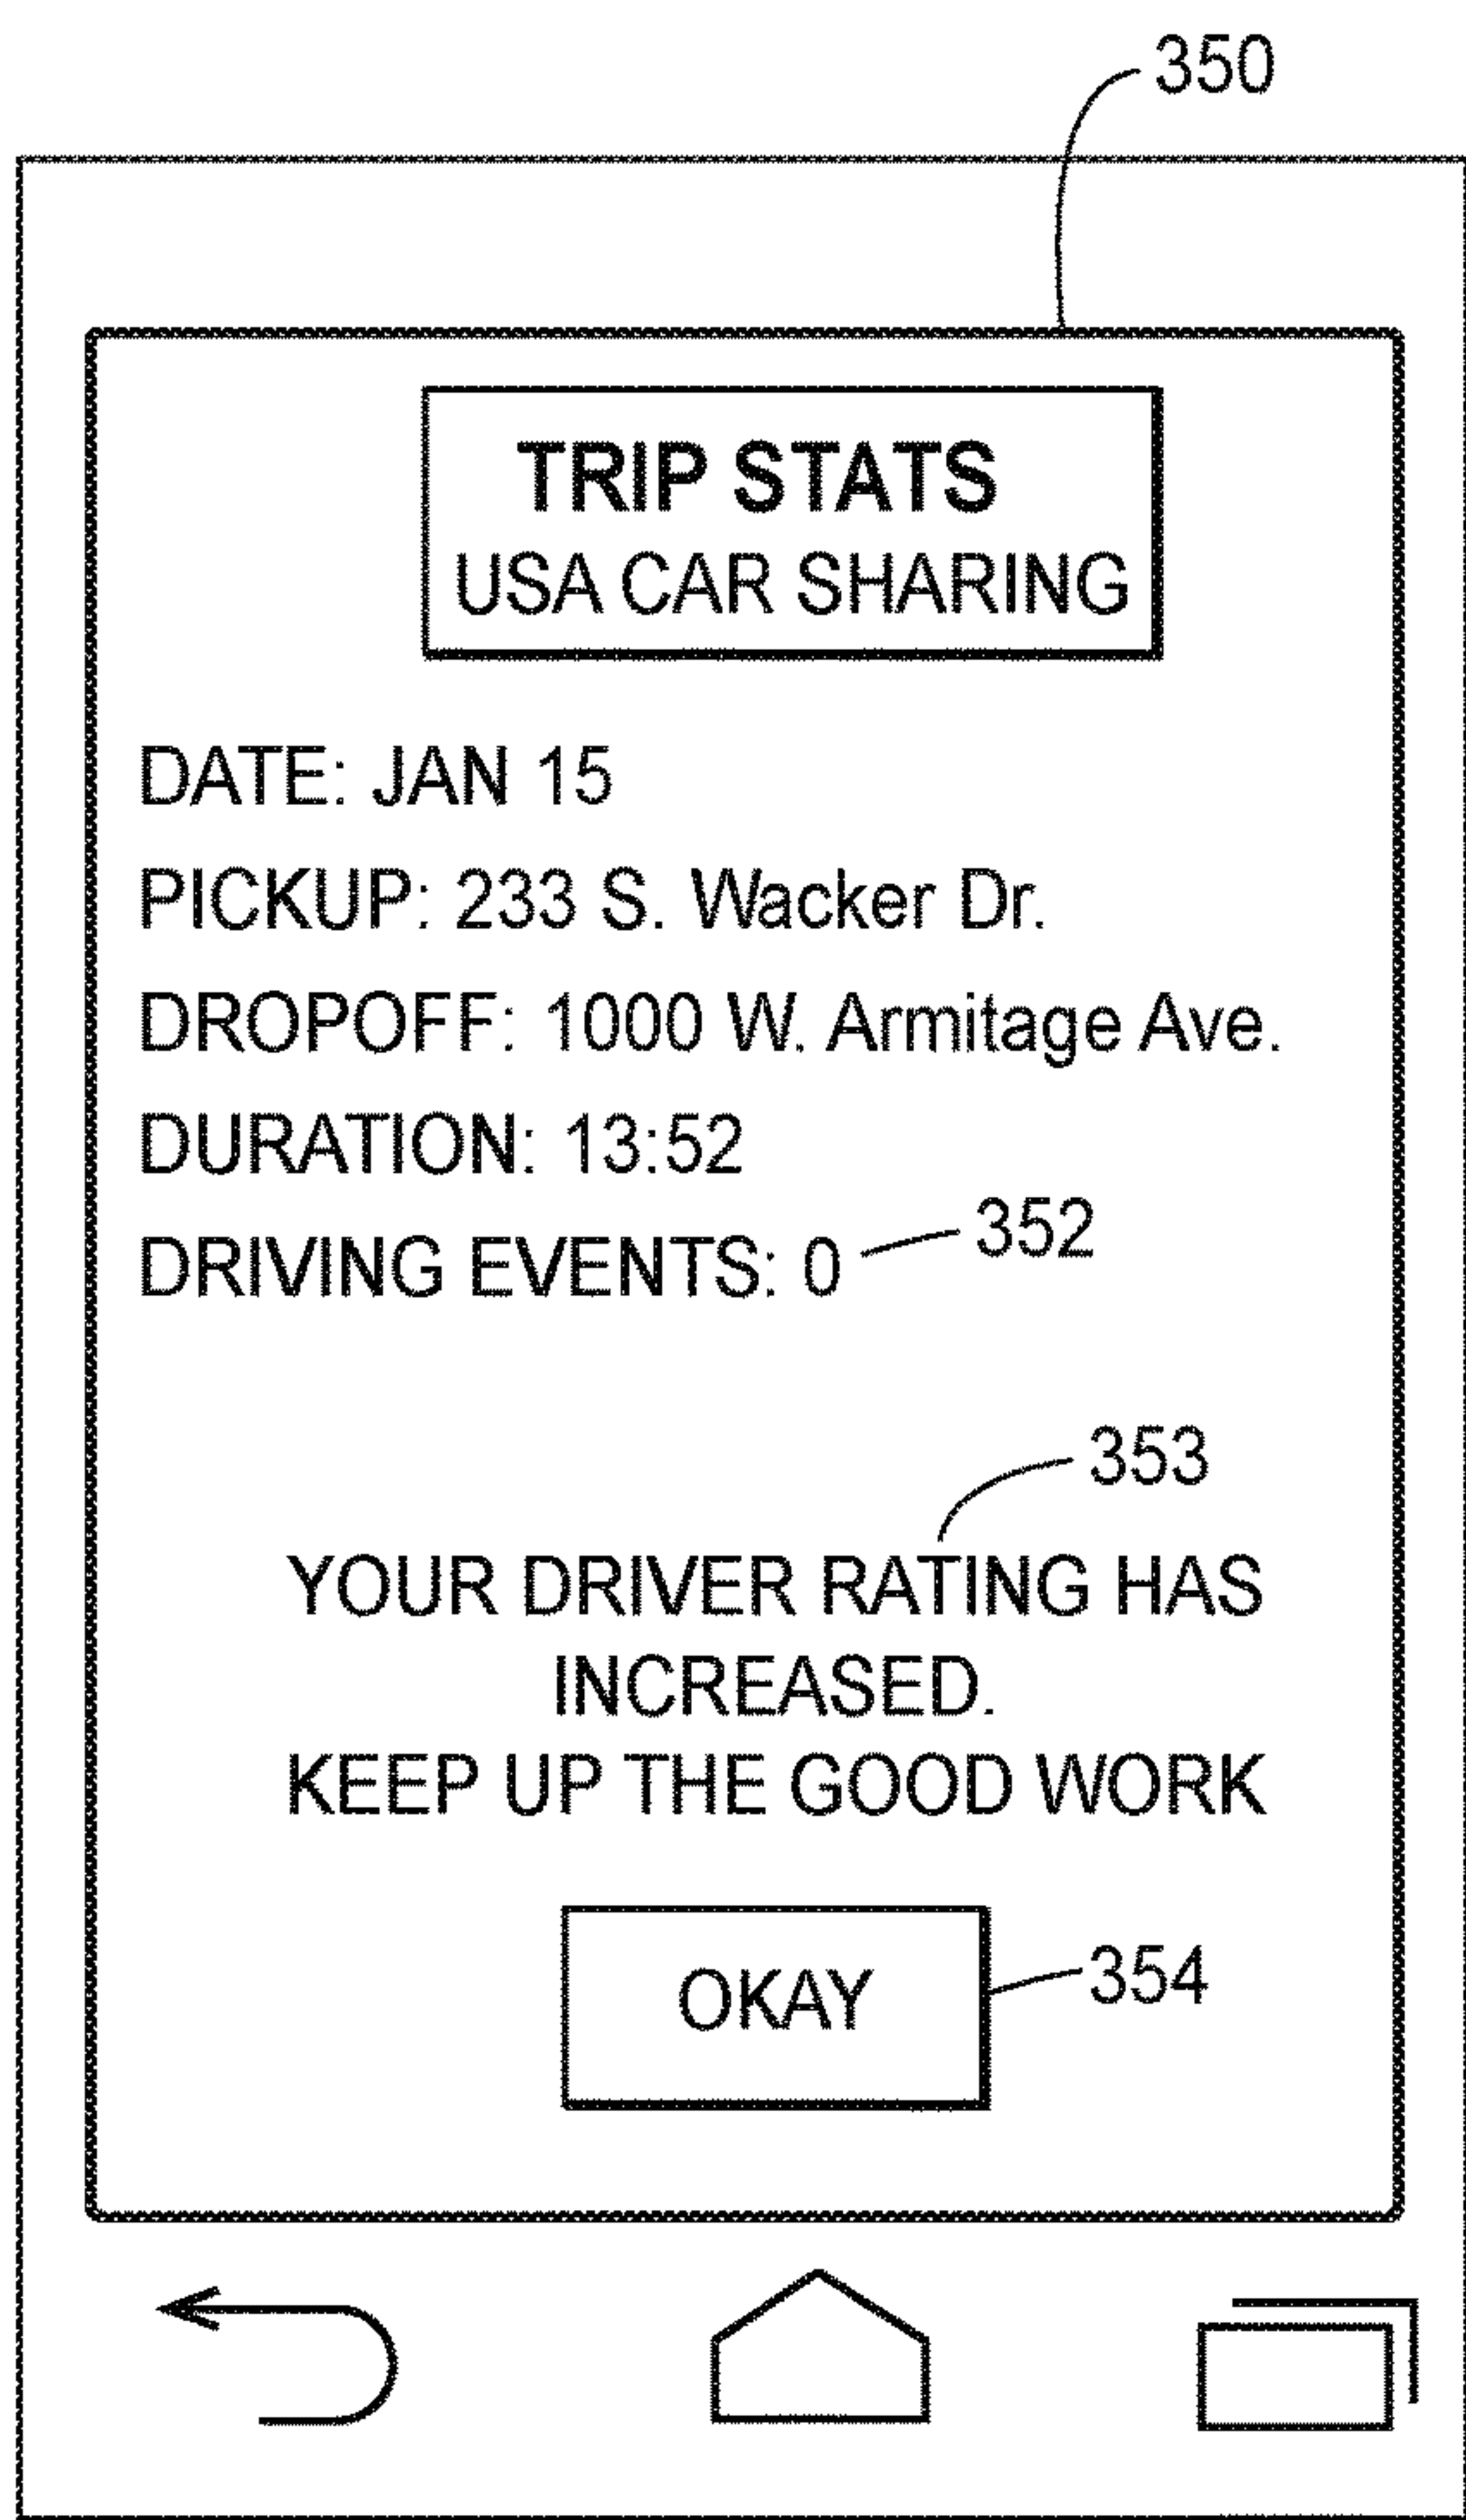 350
TRIP STATS
USA CAR SHARING
DATE: JAN 15
PICKUP: 233 S. Wacker Dr.
DROPOFF: 1000 W. Armitage Ave.
DURATION: 13:52
DRIVING EVENTS: 0 352
353
YOUR DRIVER RATING HAS
INCREASED.
KEEP UP THE GOOD WORK
OKAY 354